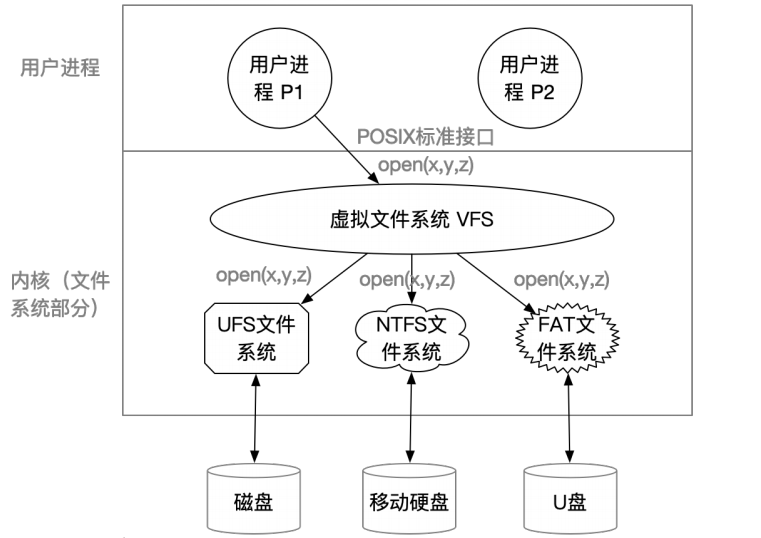 用户进程
用户进
程 P1
用户进
程 P2
POSIX标准接口
open(x,y,z)
虚拟文件系统 VFS
内核（文件
系统部分）
open(x,y,z)
open(x,y,z)
open(x,y,z)
UFS文件
系统
NTFS文
件系统
FAT文
件系统
磁盘
移动硬盘
U盘